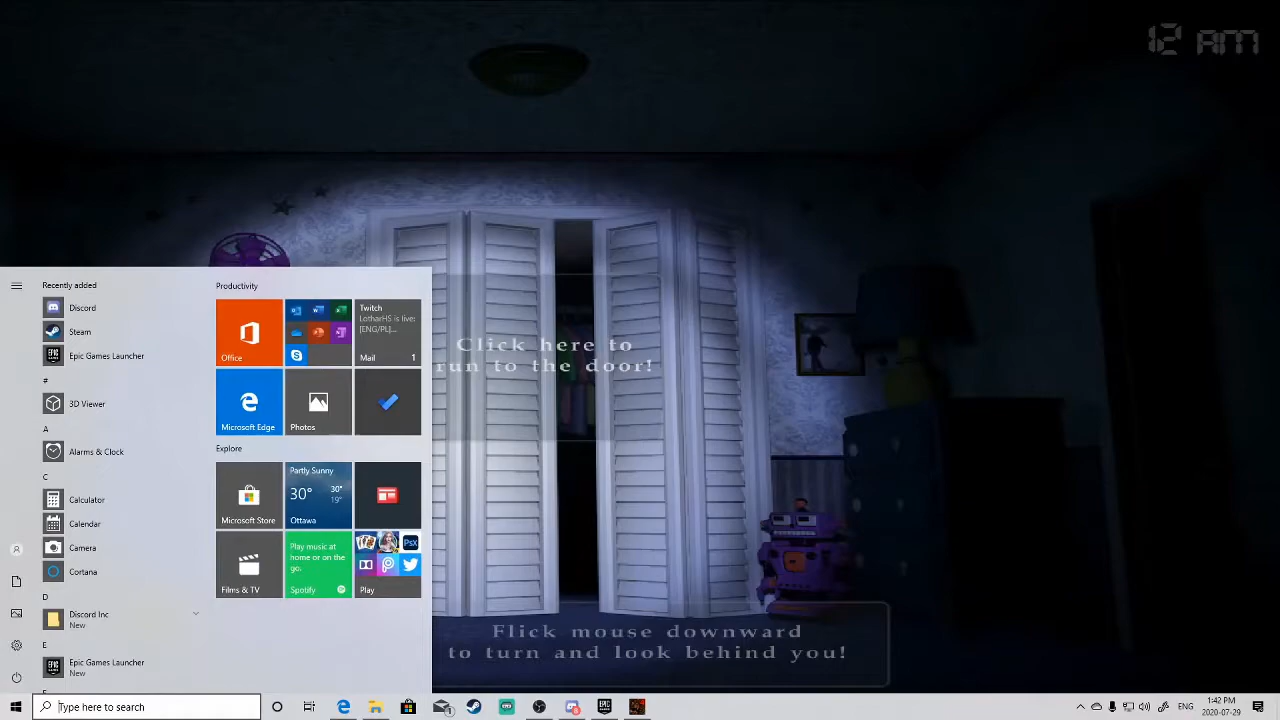 12 AM
Recently added
Discord
Steam
Epic Games Launcher
#
3D Viewer
A
Alarms & Clock
C
Calculator
Calendar
Camera
Cortana
D
Discord Inc
New
E
Epic Games Launcher
New
Productivity
Office
Twitch
LotharHS is live:
[ENG/PL]...
Mail 1
Microsoft Edge
Photos
Explore
Microsoft Store
Partly Sunny
30° 30°
19°
Ottawa
Films & TV
Play music at
home or on the
go.
Spotify
Play
Click here to
run to the door!
Flick mouse downward
to turn and look behind you!
Type here to search
ENG
1:42 PM
2020-07-29